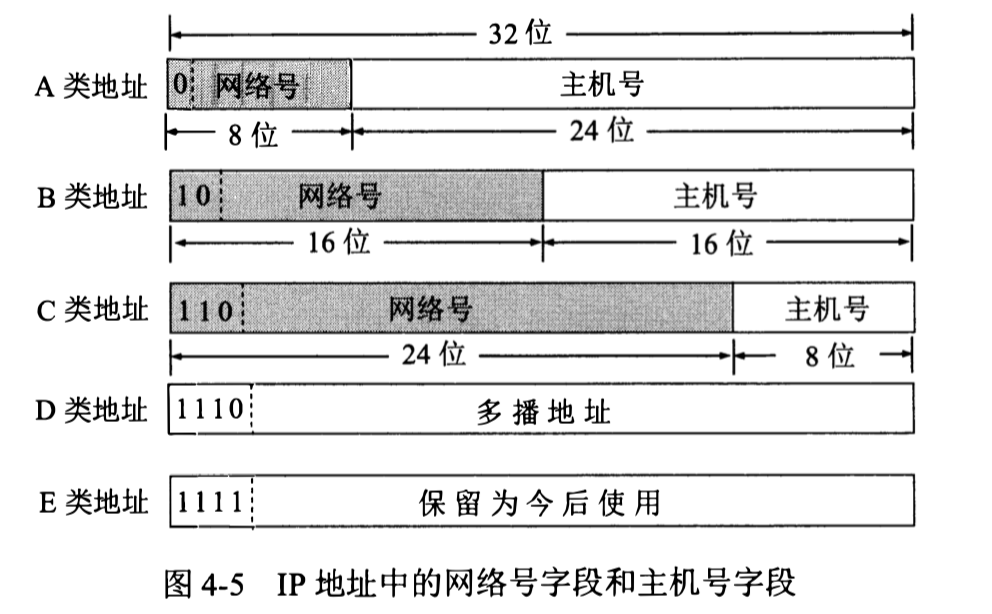 32 位
A 类地址 0 网络号 主机号
8 位 24 位
B 类地址 10 网络号 主机号
16 位 16 位
C 类地址 110 网络号 主机号
24 位 8 位
D 类地址 1110 多播地址
E 类地址 1111 保留为今后使用
图 4-5 IP 地址中的网络号字段和主机号字段